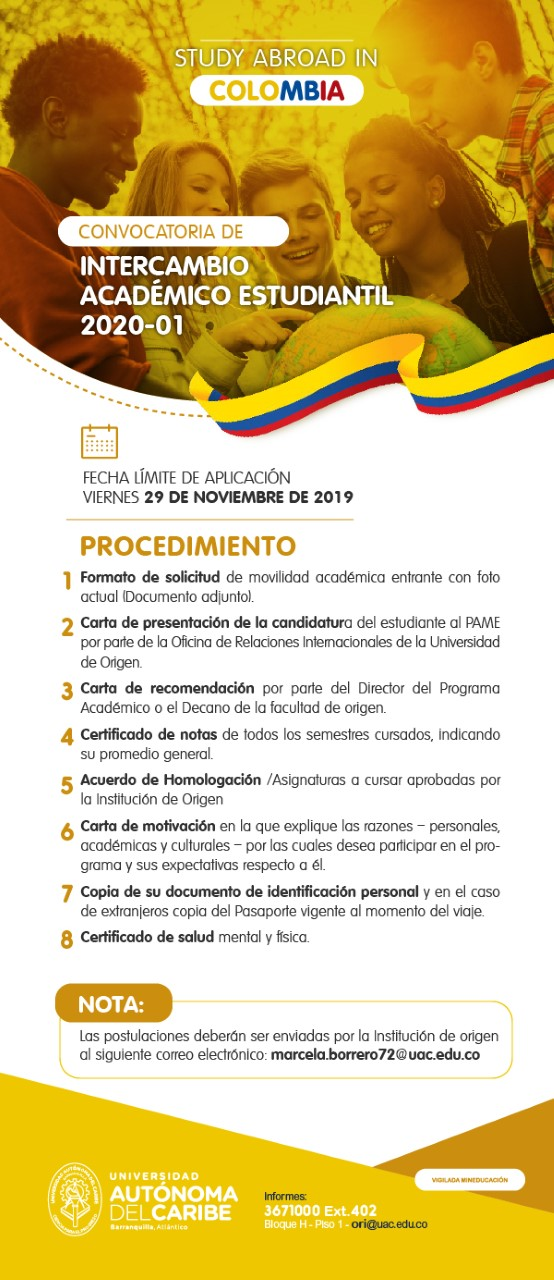 STUDY ABROAD IN
COLOMBIA
CONVOCATORIA DE
INTERCAMBIO
ACADÉMICO ESTUDIANTIL
2020-01
FECHA LÍMITE DE APLICACIÓN
VIERNES 29 DE NOVIEMBRE DE 2019
PROCEDIMIENTO
1 Formato de solicitud de movilidad académica entrante con foto
actual (Documento adjunto).
2 Carta de presentación de la candidatura del estudiante al PAME
por parte de la Oficina de Relaciones Internacionales de la Universidad
de Origen.
3 Carta de recomendación por parte del Director del Programa
Académico o el Decano de la facultad de origen.
4 Certificado de notas de todos los semestres cursados, indicando
su promedio general.
5 Acuerdo de Homologación /Asignaturas a cursar aprobadas por
la Institución de Origen
6 Carta de motivación en la que explique las razones – personales,
académicas y culturales – por las cuales desea participar en el pro-
grama y sus expectativas respecto a él.
7 Copia de su documento de identificación personal y en el caso
de extranjeros copia del Pasaporte vigente al momento del viaje.
8 Certificado de salud mental y física.
NOTA:
Las postulaciones deberán ser enviadas por la Institución de origen
al siguiente correo electrónico: marcela.borrero72@uac.edu.co
VIGILADA MINEDUCACIÓN
UNIVERSIDAD
AUTÓNOMA
DEL CARIBE
Barranquilla, Atlántico
Informes:
3671000 Ext.402
Bloque H - Piso 1 - ori@uac.edu.co